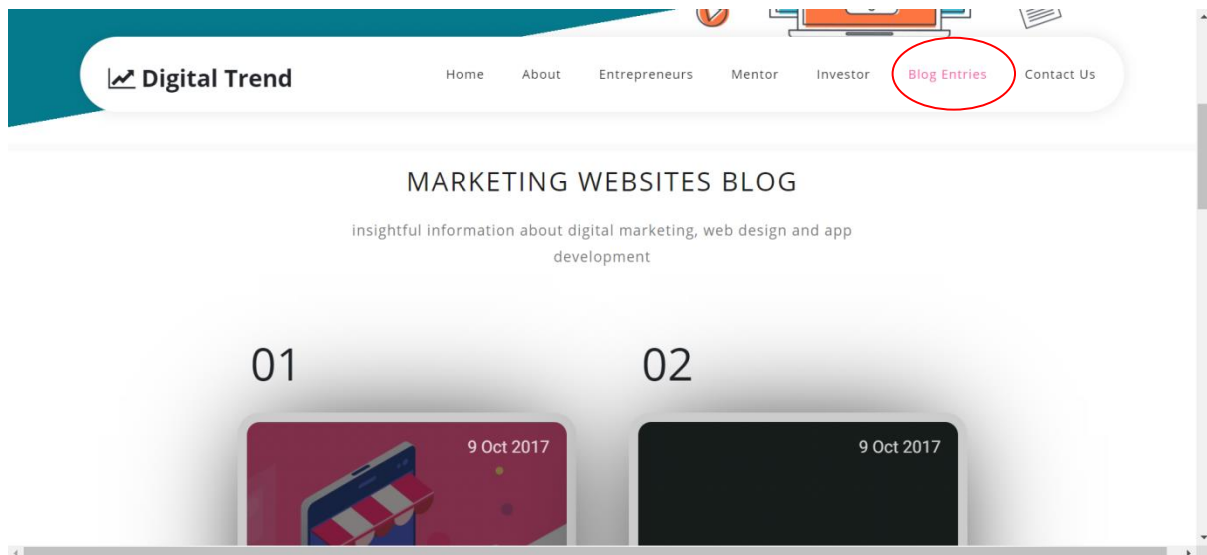 Digital Trend
Home About Entrepreneurs Mentor Investor Blog Entries Contact Us
MARKETING WEBSITES BLOG
insightful information about digital marketing, web design and app
development
01 02
9 Oct 2017 9 Oct 2017